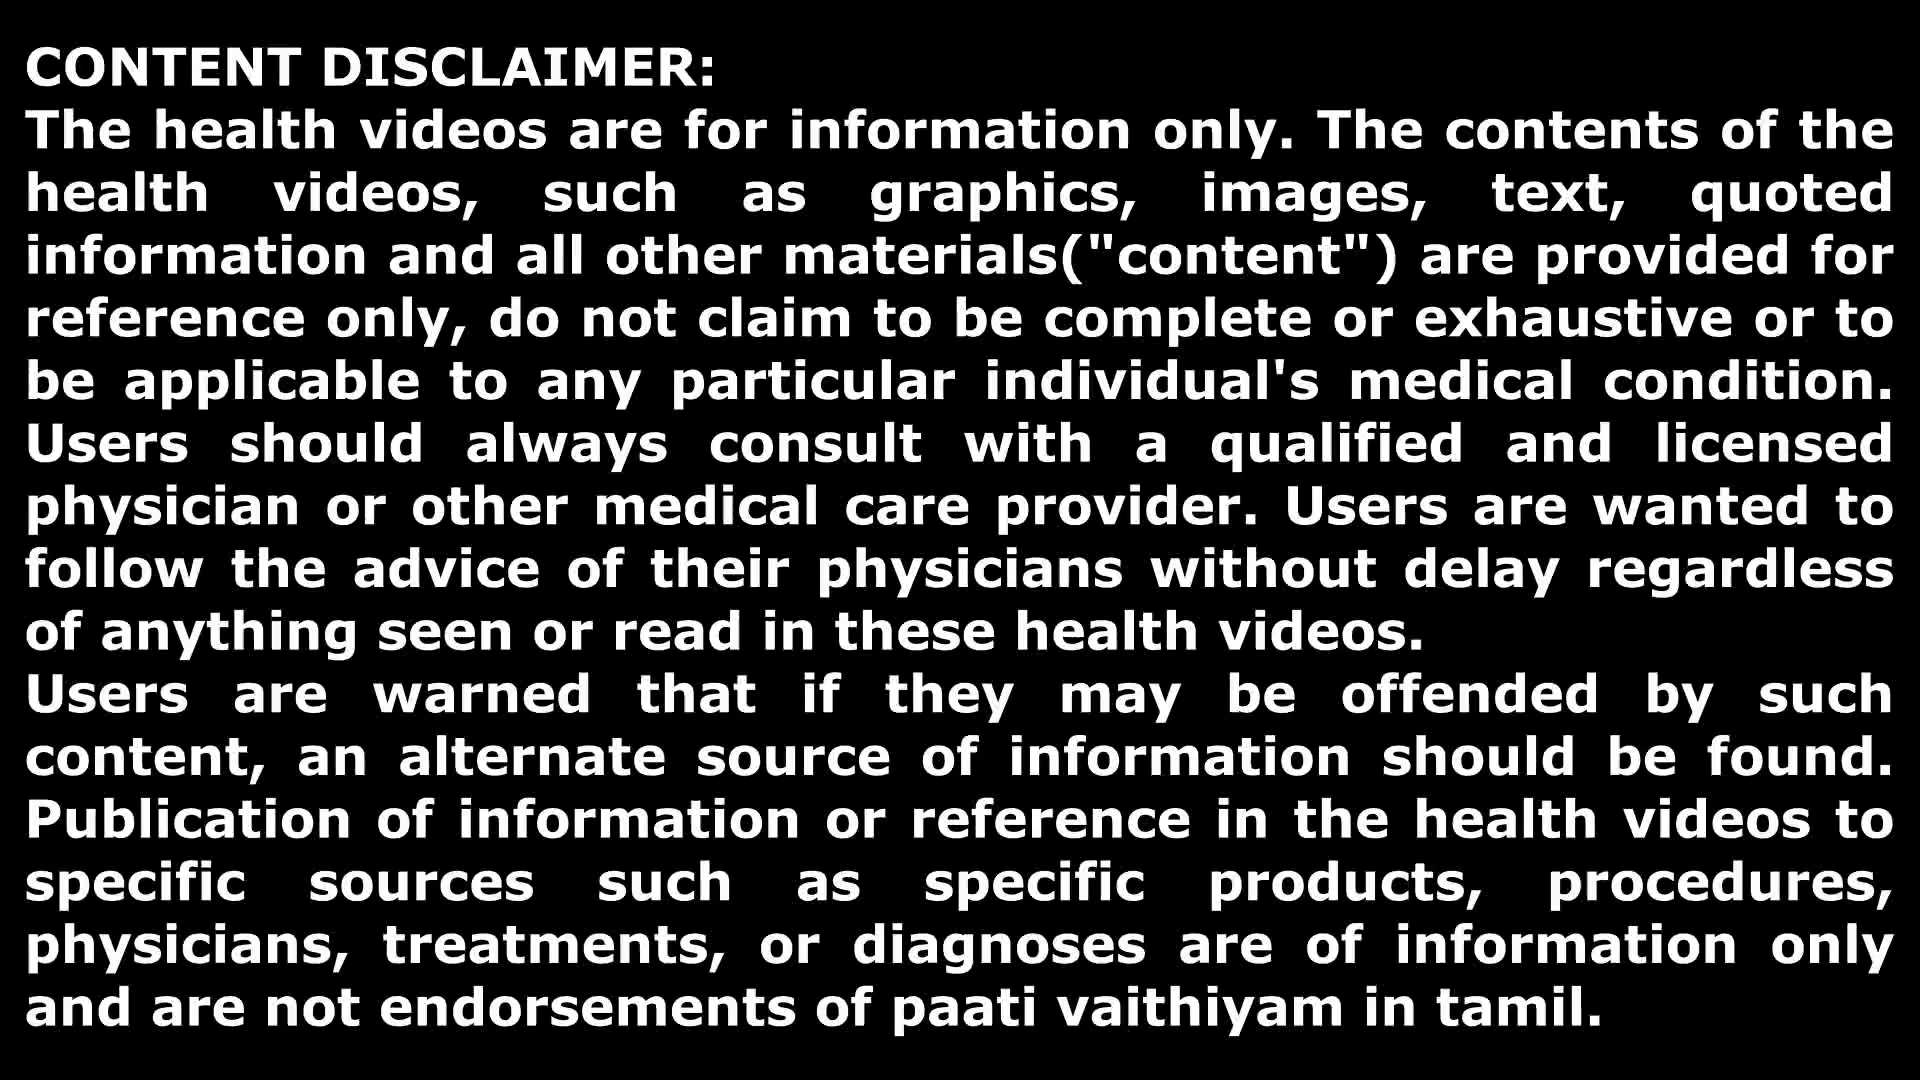 CONTENT DISCLAIMER:
The health videos are for information only. The contents of the
health videos, such as graphics, images, text, quoted
information and all other materials("content") are provided for
reference only, do not claim to be complete or exhaustive or to
be applicable to any particular individual's medical condition.
Users should always consult with a qualified and licensed
physician or other medical care provider. Users are wanted to
follow the advice of their physicians without delay regardless
of anything seen or read in these health videos.
Users are warned that if they may be offended by such
content, an alternate source of information should be found.
Publication of information or reference in the health videos to
specific sources such as specific products, procedures,
physicians, treatments, or diagnoses are of information only
and are not endorsements of paati vaithiyam in tamil.